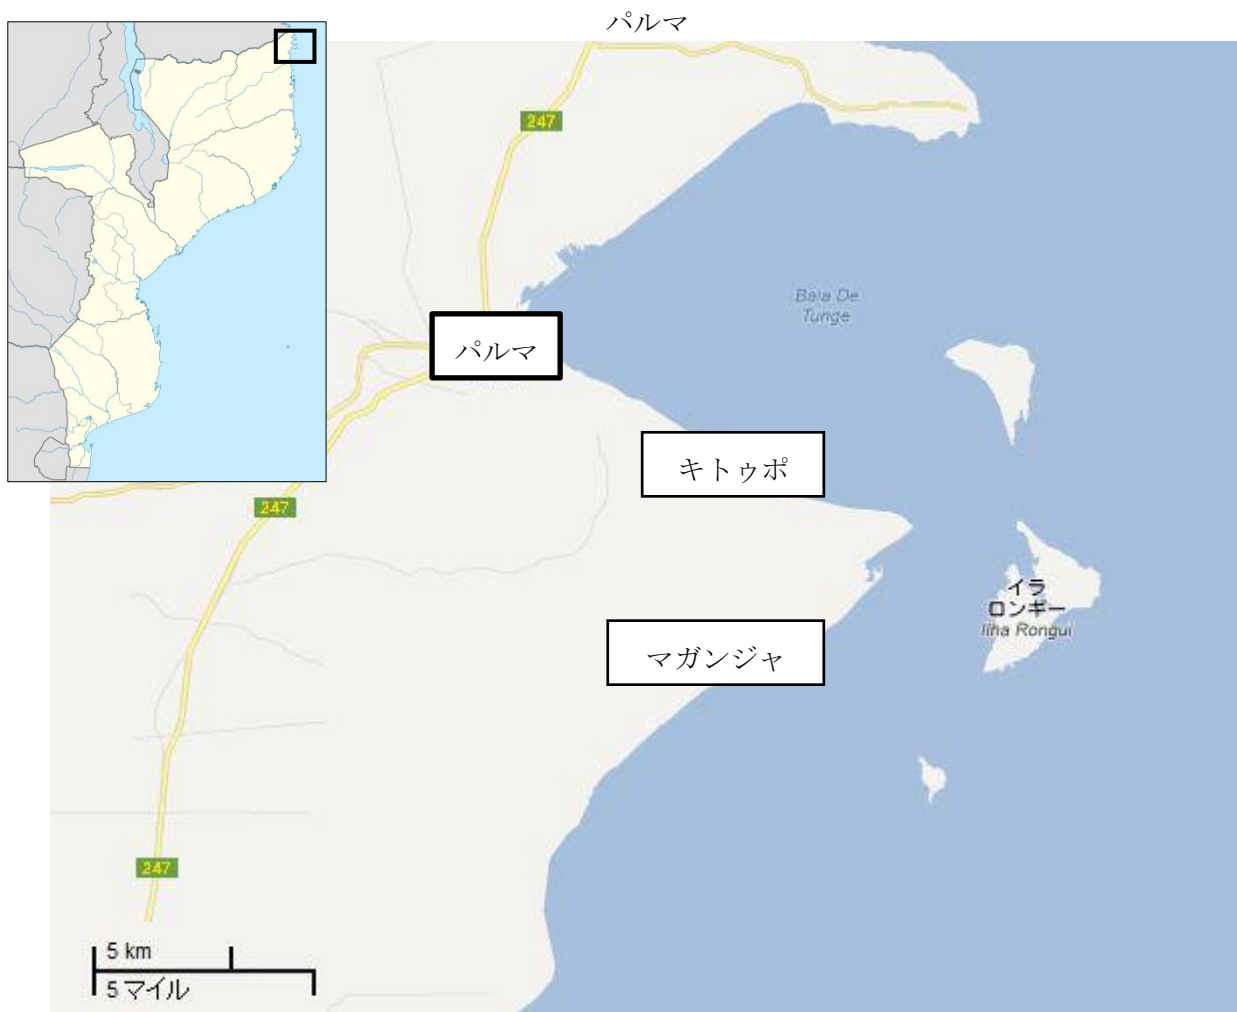 パルマ
247
Baia De
Tunge
パルマ
キトゥポ
247
イラ
ロンギー
Ilha Rongui
マガンジャ
247
5 km
5 マイル